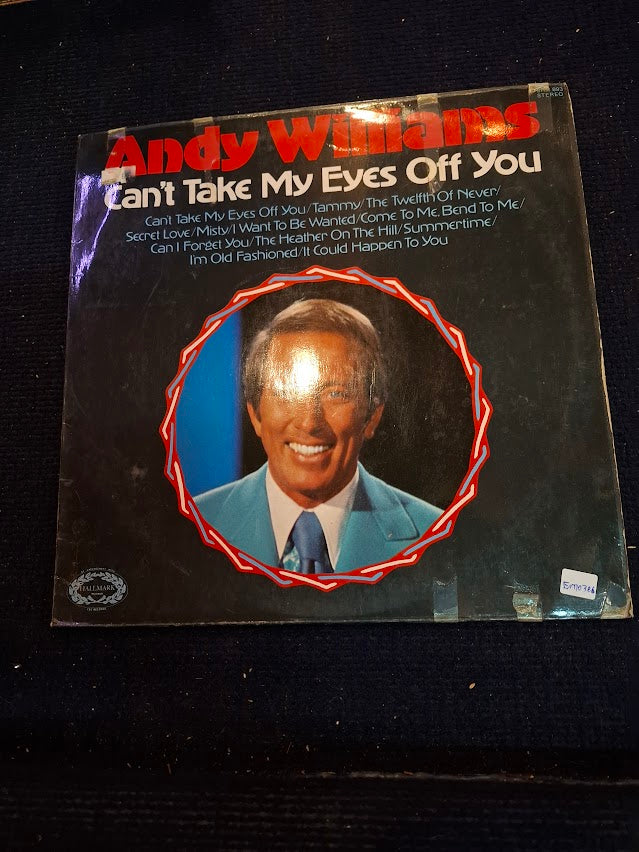 STEREO
Andy Williams
Can't Take My Eyes Off You
Can't Take My Eyes Off You/Tammy/The Twelfth Of Never/
Secret Love/Misty/I Want To Be Wanted/Come To Me, Bend To Me/
Can I Forget You/The Heather On The Hill/Summertime/
I'm Old Fashioned/It Could Happen To You
HALLMARK